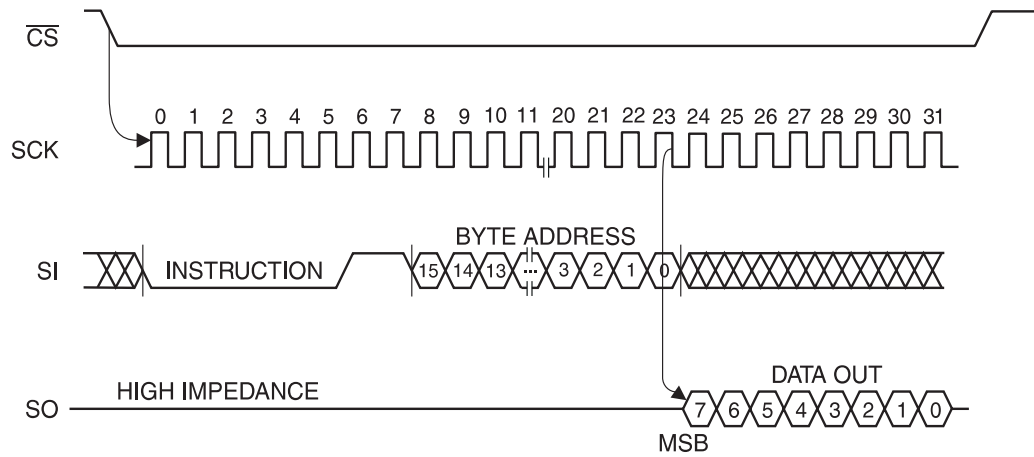 CS
0 1 2 3 4 5 6 7 8 9 10 11 20 21 22 23 24 25 26 27 28 29 30 31
SCK
BYTE ADDRESS
SI INSTRUCTION 15 14 13 ... 3 2 1 0
HIGH IMPEDANCE DATA OUT
SO 7 6 5 4 3 2 1 0
MSB